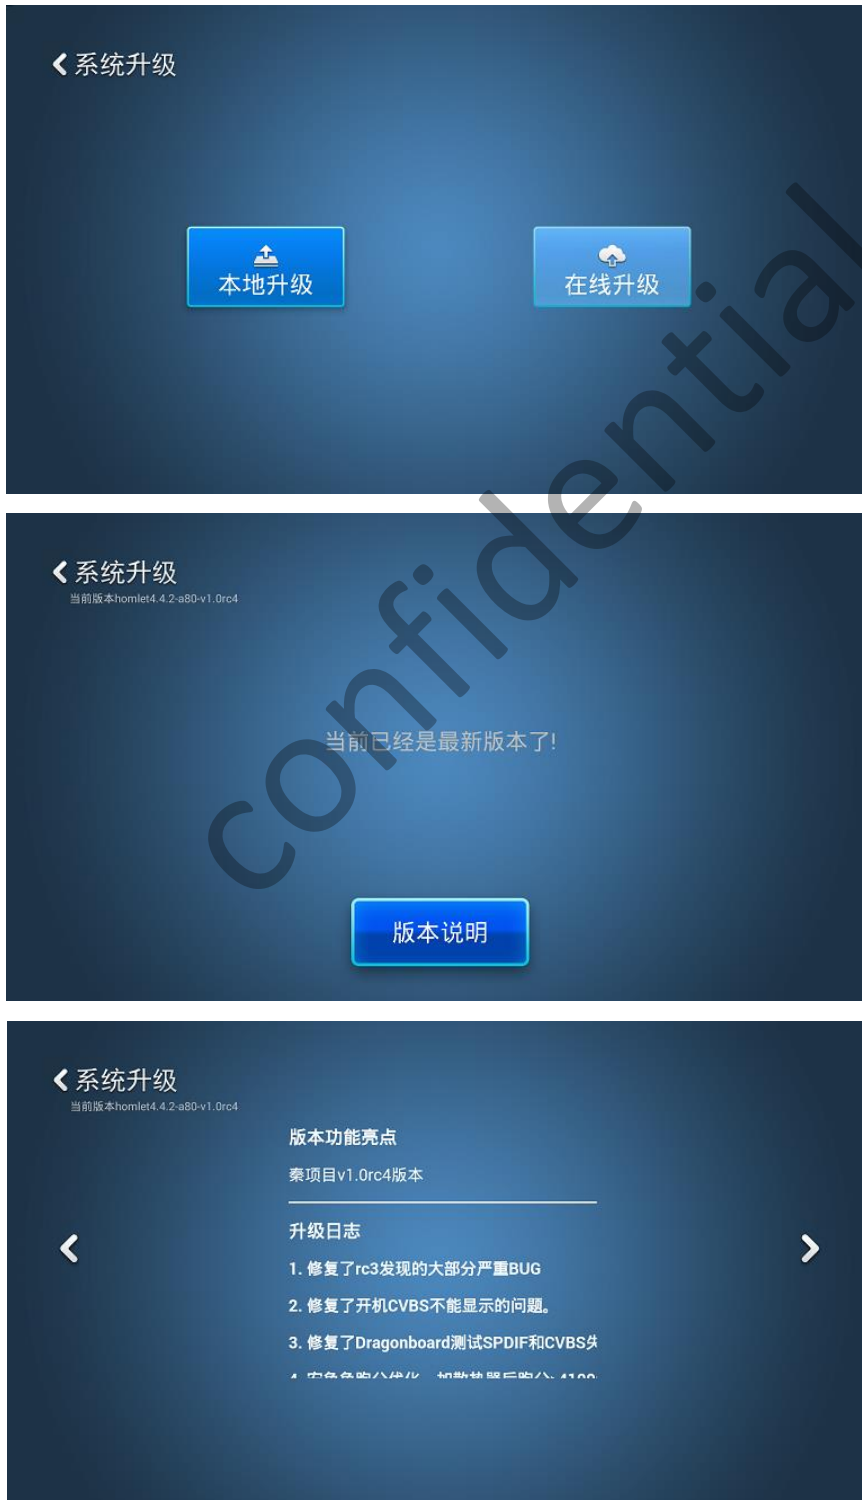 系统升级
本地升级
在线升级
系统升级
当前版本homlet4.4.2-a80-v1.0rc4
当前已经是最新版本了!
版本说明
系统升级
当前版本homlet4.4.2-a80-v1.0rc4
版本功能亮点
秦项目v1.0rc4版本
升级日志
1. 修复了rc3发现的大部分严重BUG
2. 修复了开机CVBS不能显示的问题。
3. 修复了Dragonboard测试SPDIF和CVBS
confidential